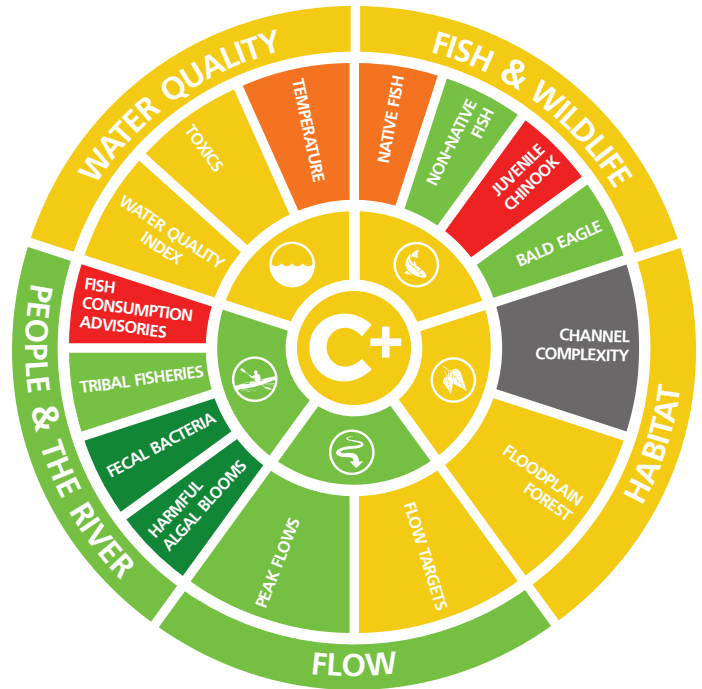 WATER QUALITY
FISH & WILDLIFE
HABITAT
FLOW
PEOPLE & THE RIVER
TEMPERATURE
TOXICS
WATER QUALITY
INDEX
NATIVE FISH
NON-NATIVE
FISH
JUVENILE
CHINOOK
BALD EAGLE
CHANNEL
COMPLEXITY
FLOODPLAIN
FOREST
FLOW TARGETS
PEAK FLOWS
HARMFUL
ALGAL BLOOMS
FECAL BACTERIA
TRIBAL FISHERIES
FISH
CONSUMPTION
ADVISORIES
C+